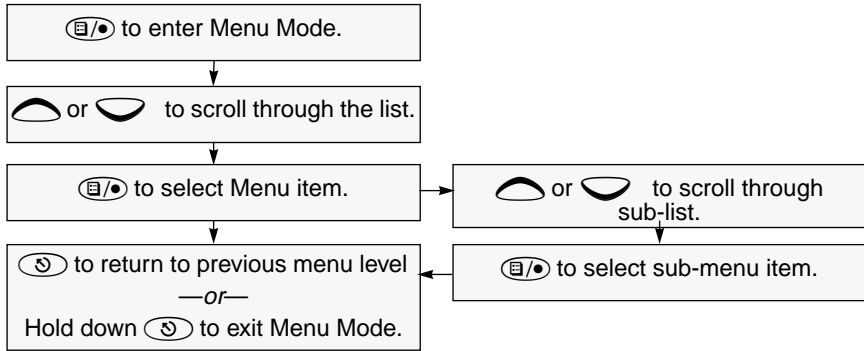 to enter Menu Mode.
or to scroll through the list.
to select Menu item.
or to scroll through
sub-list.
to return to previous menu level
—or—
Hold down to exit Menu Mode.
to select sub-menu item.